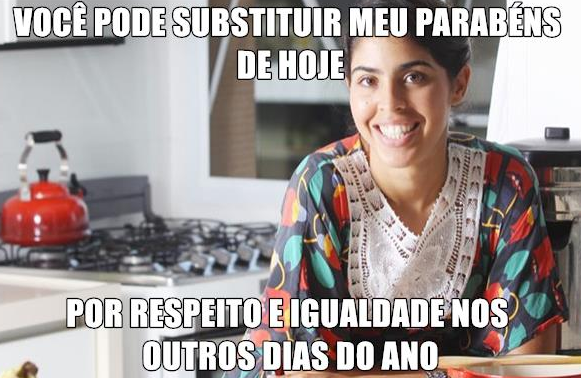 VOCÊ PODE SUBSTITUIR MEU PARABÉNS
DE HOJE
POR RESPEITO E IGUALDADE NOS
OUTROS DIAS DO ANO